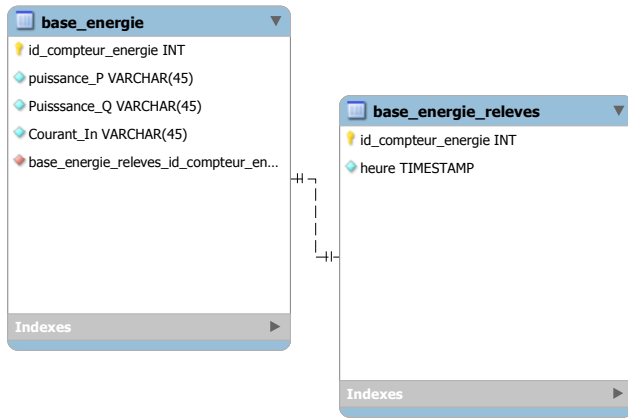 base_energie
id_compteur_energie INT
puissance_P VARCHAR(45)
Puisssance_Q VARCHAR(45)
Courant_In VARCHAR(45)
base_energie_releves_id_compteur_en...
Indexes
base_energie_releves
id_compteur_energie INT
heure TIMESTAMP
Indexes